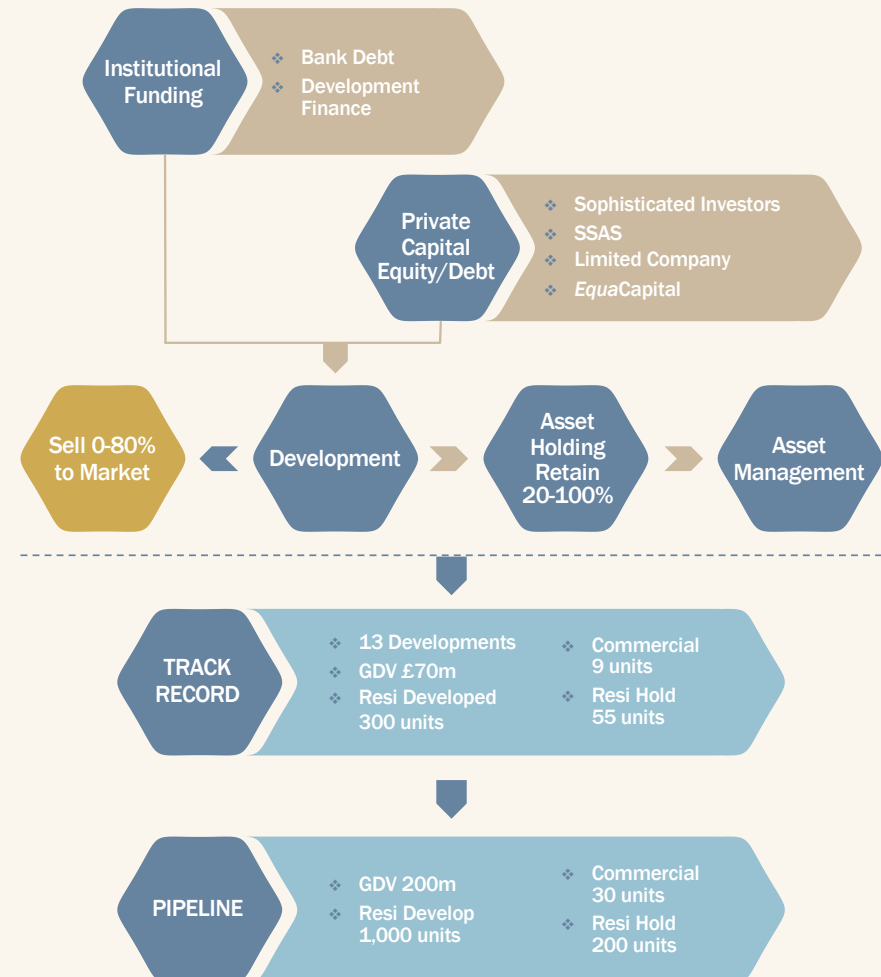 Institutional
Funding
Bank Debt
Development
Finance
Private
Capital
Equity/Debt
Sophisticated Investors
SSAS
Limited Company
EquaCapital
Sell 0-80%
to Market
Development
Asset
Holding
Retain
20-100%
Asset
Management
TRACK
RECORD
13 Developments
GDV £70m
Resi Developed
300 units
Commercial
9 units
Resi Hold
55 units
PIPELINE
GDV 200m
Resi Develop
1,000 units
Commercial
30 units
Resi Hold
200 units